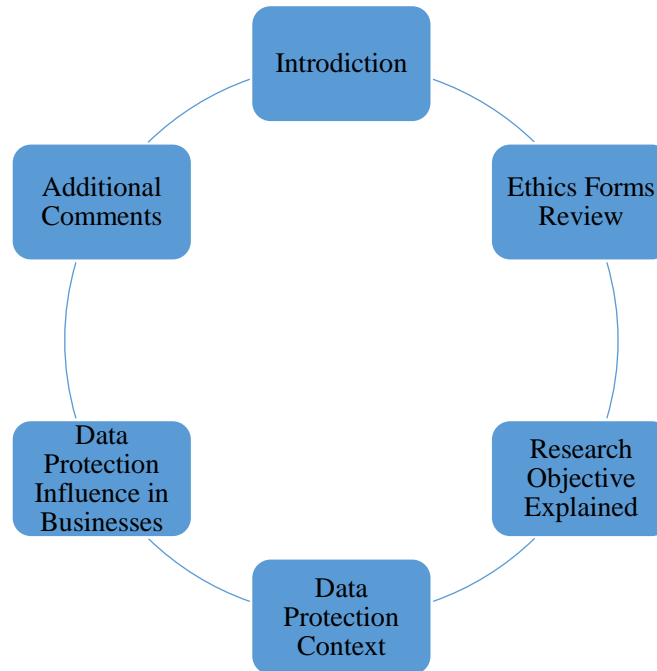 Introdiction
Ethics Forms
Review
Research
Objective
Explained
Data
Protection
Context
Data
Protection
Influence in
Businesses
Additional
Comments